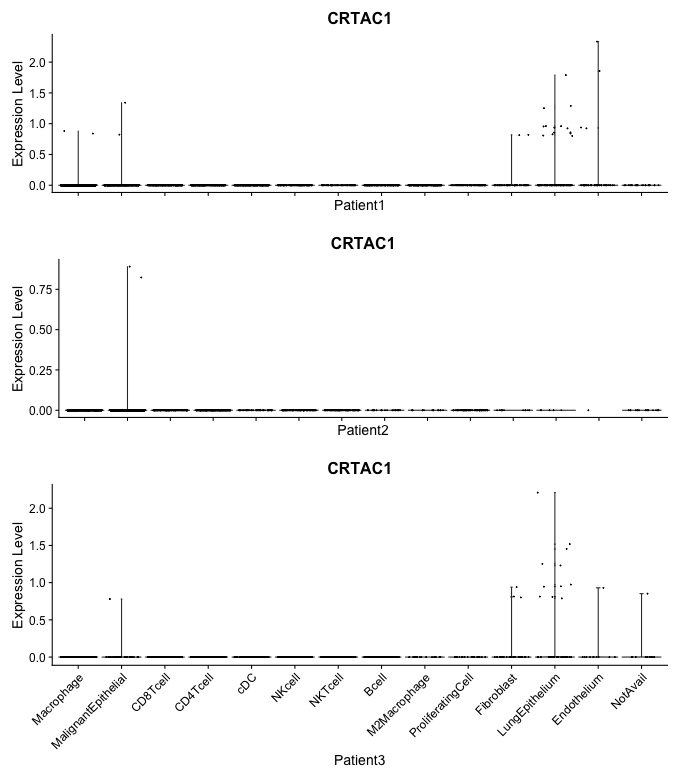 CRTAC1
Expression Level
2.0
1.5
1.0
0.5
0.0
Patient1
CRTAC1
Expression Level
0.75
0.50
0.25
0.00
Patient2
CRTAC1
Expression Level
2.0
1.5
1.0
0.5
0.0
Macrophage
MalignantEpithelial
CD8Tcell
CD4Tcell
cDC
NKcell
NKTcell
Bcell
M2Macrophage
ProliferatingCell
Fibroblast
LungEpithelium
Endothelium
NotAvail
Patient3